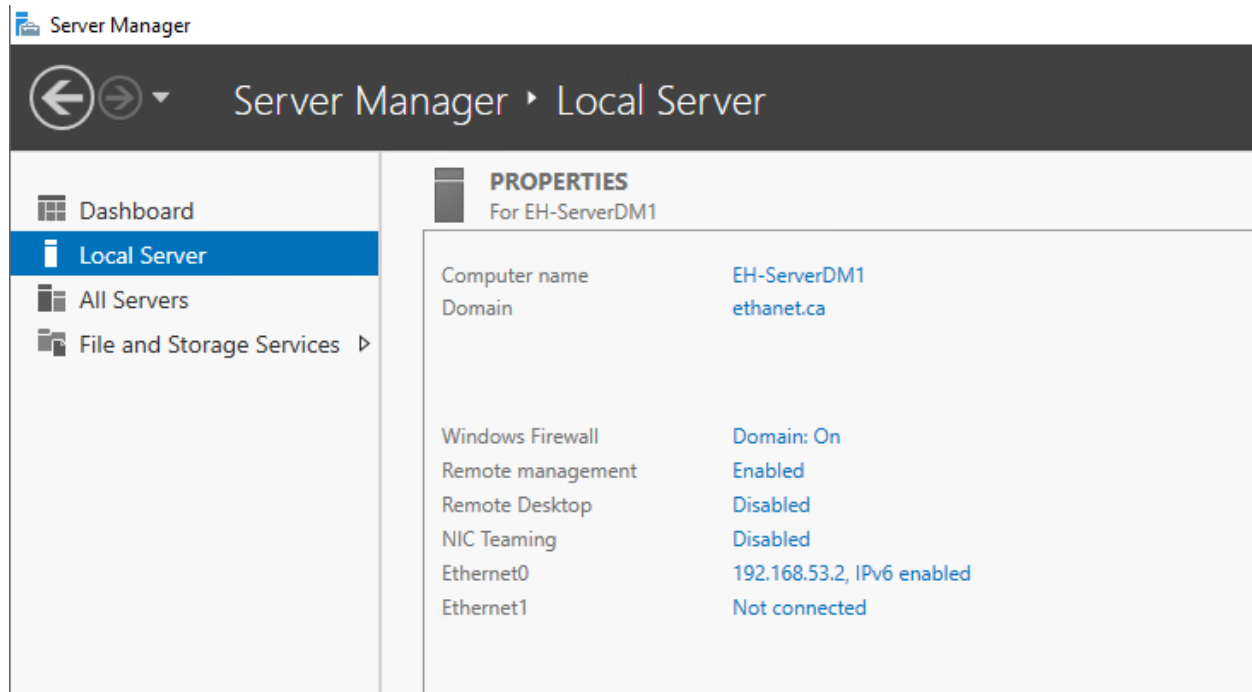 Server Manager
Server Manager ‣ Local Server
Dashboard
Local Server
All Servers
File and Storage Services
PROPERTIES
For EH-ServerDM1
Computer name EH-ServerDM1
Domain ethanet.ca
Windows Firewall Domain: On
Remote management Enabled
Remote Desktop Disabled
NIC Teaming Disabled
Ethernet0 192.168.53.2, IPv6 enabled
Ethernet1 Not connected